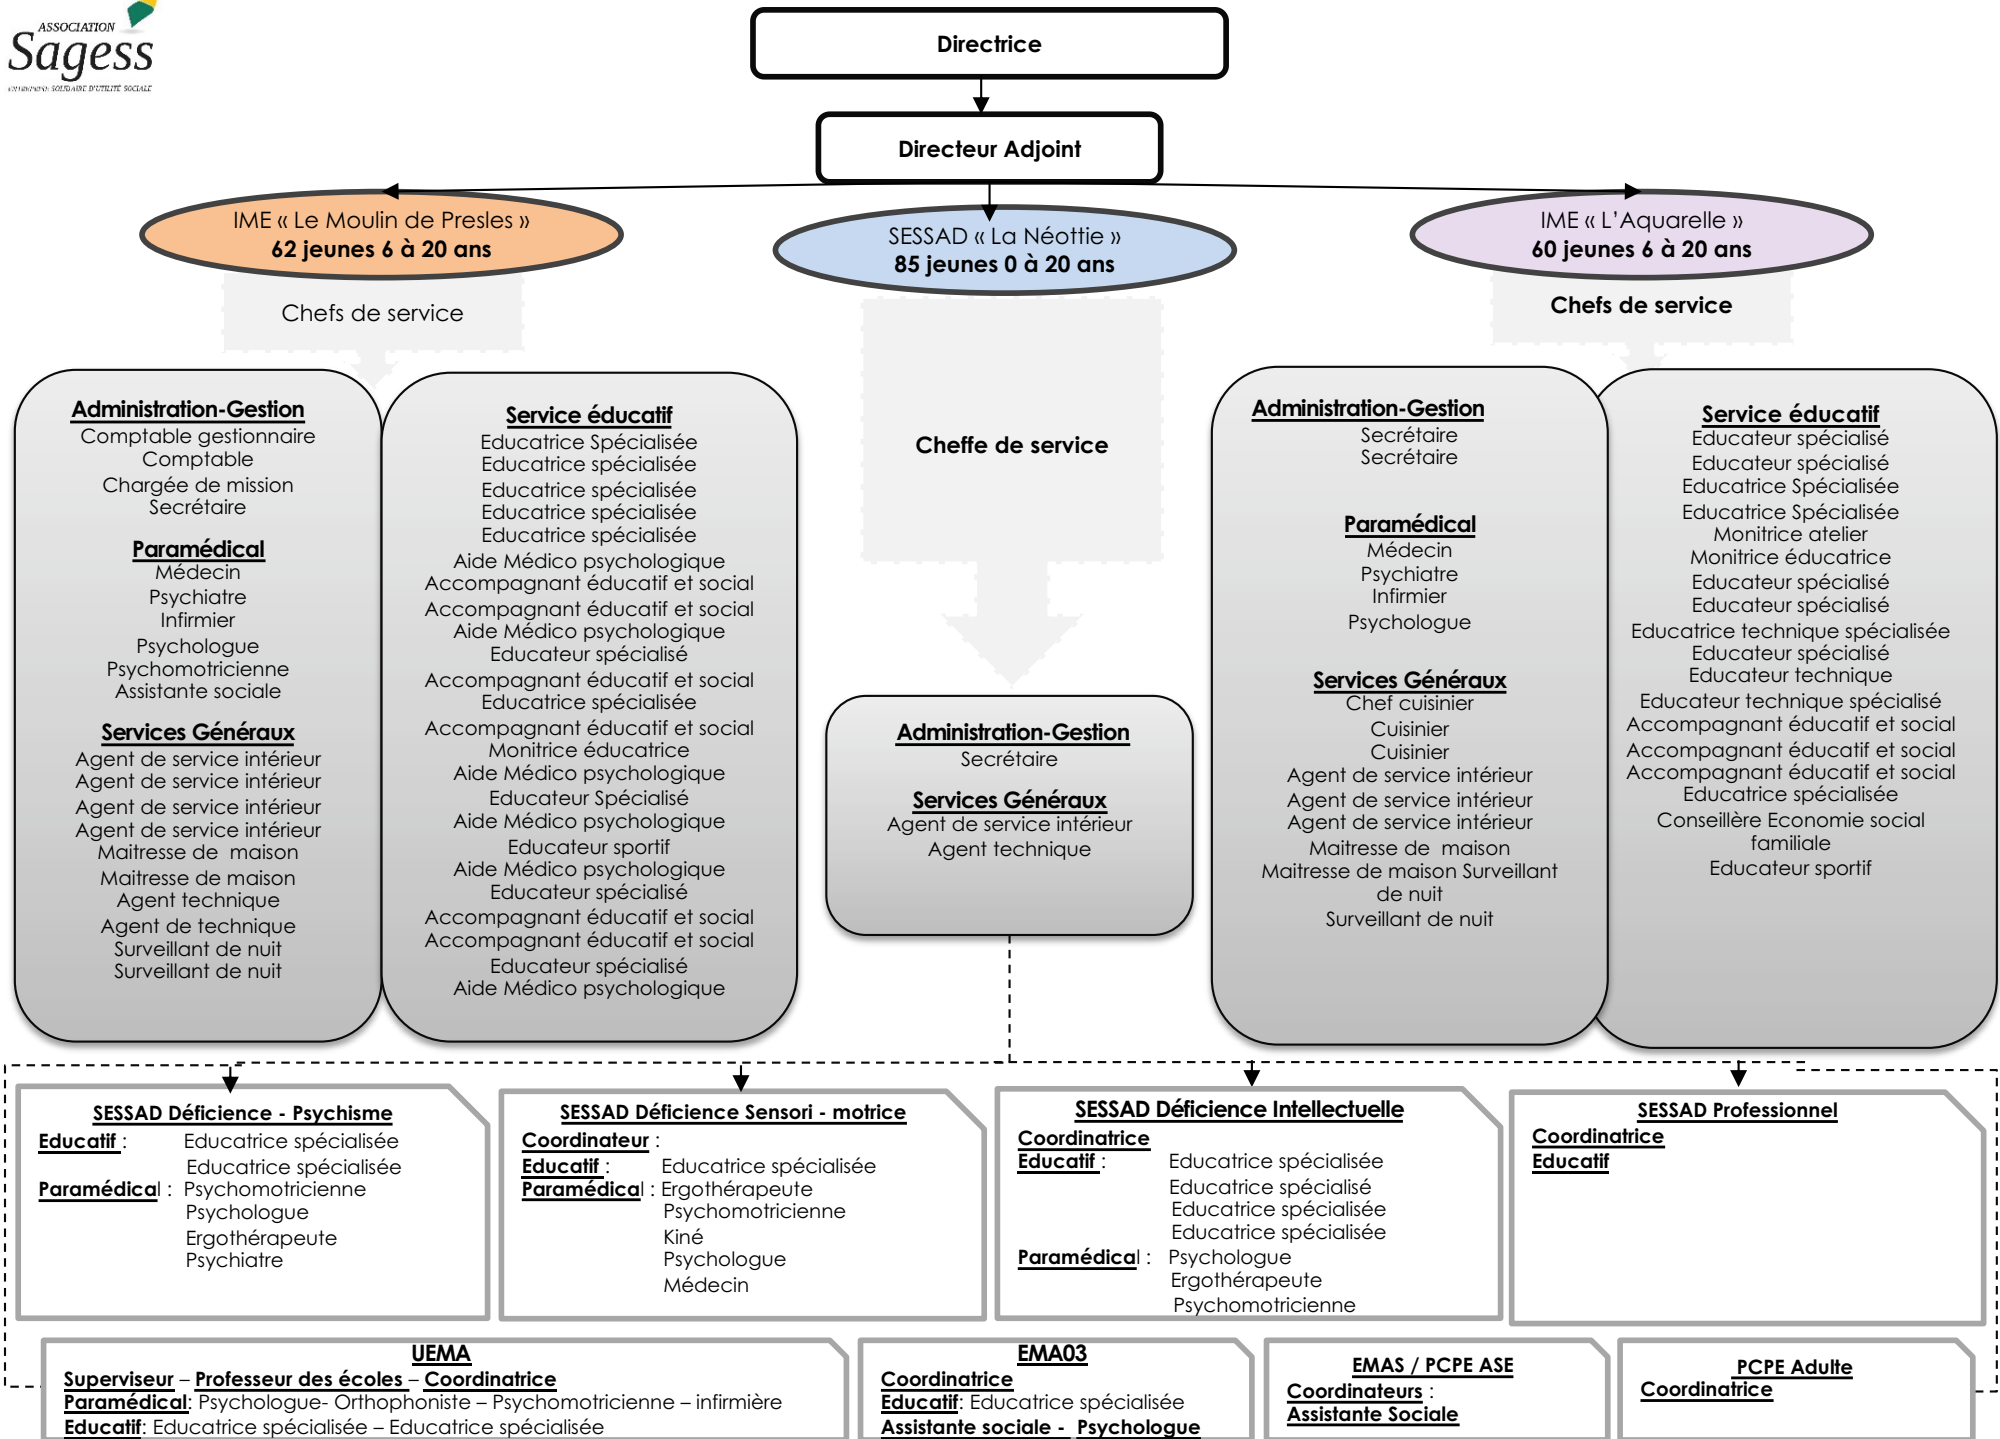 ASSOCIATION
Sagess
ENTREPRISE SOLIDAIRE D'UTILITÉ SOCIALE
Directrice
Directeur Adjoint
IME « Le Moulin de Presles »
62 jeunes 6 à 20 ans
SESSAD « La Néottie »
85 jeunes 0 à 20 ans
IME « L'Aquarelle »
60 jeunes 6 à 20 ans
Chefs de service
Cheffe de service
Chefs de service
Administration-Gestion
Comptable gestionnaire
Comptable
Chargée de mission
Secrétaire
Paramédical
Médecin
Psychiatre
Infirmier
Psychologue
Psychomotricienne
Assistante sociale
Services Généraux
Agent de service intérieur
Agent de service intérieur
Agent de service intérieur
Agent de service intérieur
Maitresse de  maison
Maitresse de maison
Agent technique
Agent de technique
Surveillant de nuit
Surveillant de nuit
Service éducatif
Educatrice Spécialisée
Educatrice spécialisée
Educatrice spécialisée
Educatrice spécialisée
Educatrice spécialisée
Aide Médico psychologique
Accompagnant éducatif et social
Accompagnant éducatif et social
Aide Médico psychologique
Educateur spécialisé
Accompagnant éducatif et social
Educatrice spécialisée
Accompagnant éducatif et social
Monitrice éducatrice
Aide Médico psychologique
Educateur Spécialisé
Aide Médico psychologique
Educateur sportif
Aide Médico psychologique
Educateur spécialisé
Accompagnant éducatif et social
Accompagnant éducatif et social
Educateur spécialisé
Aide Médico psychologique
Administration-Gestion
Secrétaire
Services Généraux
Agent de service intérieur
Agent technique
Administration-Gestion
Secrétaire
Secrétaire
Paramédical
Médecin
Psychiatre
Infirmier
Psychologue
Services Généraux
Chef cuisinier
Cuisinier
Cuisinier
Agent de service intérieur
Agent de service intérieur
Agent de service intérieur
Maitresse de  maison
Maitresse de maison Surveillant
de nuit
Surveillant de nuit
Service éducatif
Educateur spécialisé
Educateur spécialisé
Educatrice Spécialisée
Educatrice Spécialisée
Monitrice atelier
Monitrice éducatrice
Educateur spécialisé
Educateur spécialisé
Educatrice technique spécialisée
Educateur spécialisé
Educateur technique
Educateur technique spécialisé
Accompagnant éducatif et social
Accompagnant éducatif et social
Accompagnant éducatif et social
Educatrice spécialisée
Conseillère Economie social
familiale
Educateur sportif
SESSAD Déficience - Psychisme
Educatif : Educatrice spécialisée
Educatrice spécialisée
Paramédical : Psychomotricienne
Psychologue
Ergothérapeute
Psychiatre
SESSAD Déficience Sensori - motrice
Coordinateur :
Educatif : Educatrice spécialisée
Paramédical : Ergothérapeute
Psychomotricienne
Kiné
Psychologue
Médecin
SESSAD Déficience Intellectuelle
Coordinatrice
Educatif : Educatrice spécialisée
Educatrice spécialisé
Educatrice spécialisée
Educatrice spécialisée
Paramédical : Psychologue
Ergothérapeute
Psychomotricienne
SESSAD Professionnel
Coordinatrice
Educatif
UEMA
Superviseur – Professeur des écoles – Coordinatrice
Paramédical: Psychologue- Orthophoniste – Psychomotricienne – infirmière
Educatif: Educatrice spécialisée – Educatrice spécialisée
EMA03
Coordinatrice
Educatif: Educatrice spécialisée
Assistante sociale - Psychologue
EMAS / PCPE ASE
Coordinateurs :
Assistante Sociale
PCPE Adulte
Coordinatrice